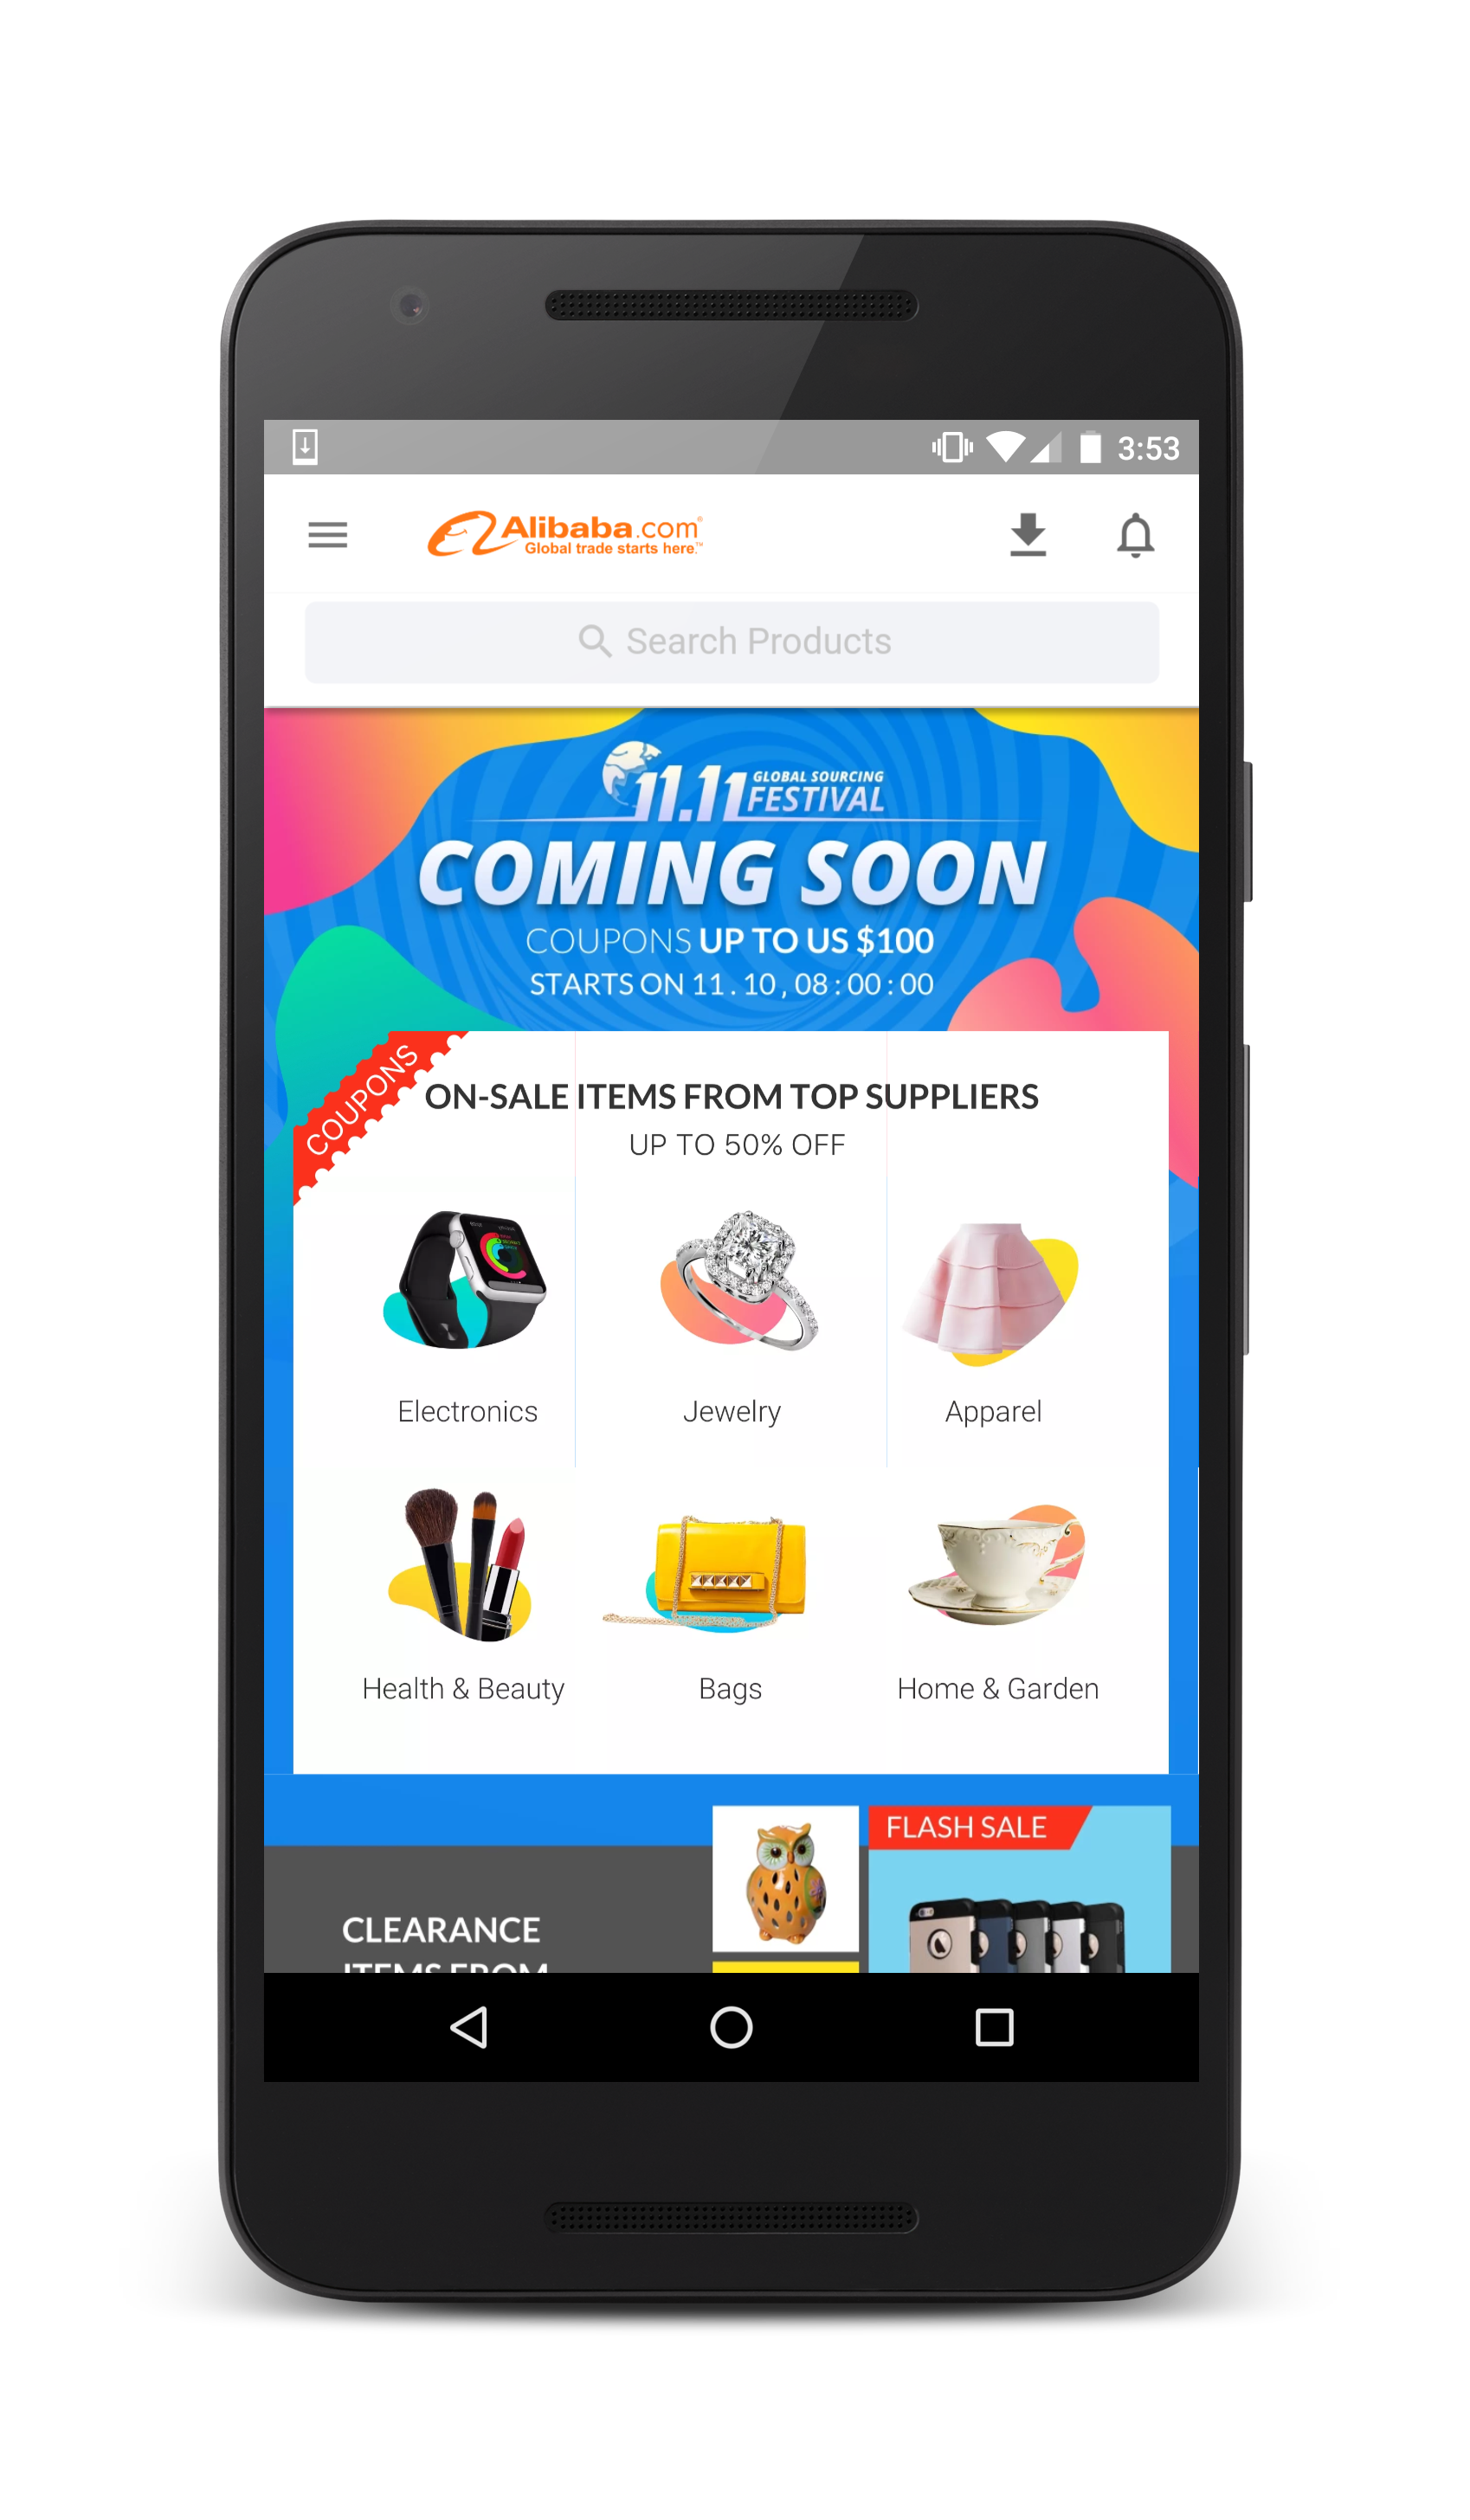 3:53
Alibaba.com®
Global trade starts here.™
Search Products
11.11 GLOBAL SOURCING
FESTIVAL
COMING SOON
COUPONS UP TO US $100
STARTS ON 11.10, 08:00:00
COUPONS
ON-SALE ITEMS FROM TOP SUPPLIERS
UP TO 50% OFF
Electronics
Jewelry
Apparel
Health & Beauty
Bags
Home & Garden
FLASH SALE
CLEARANCE
ITEMS FROM